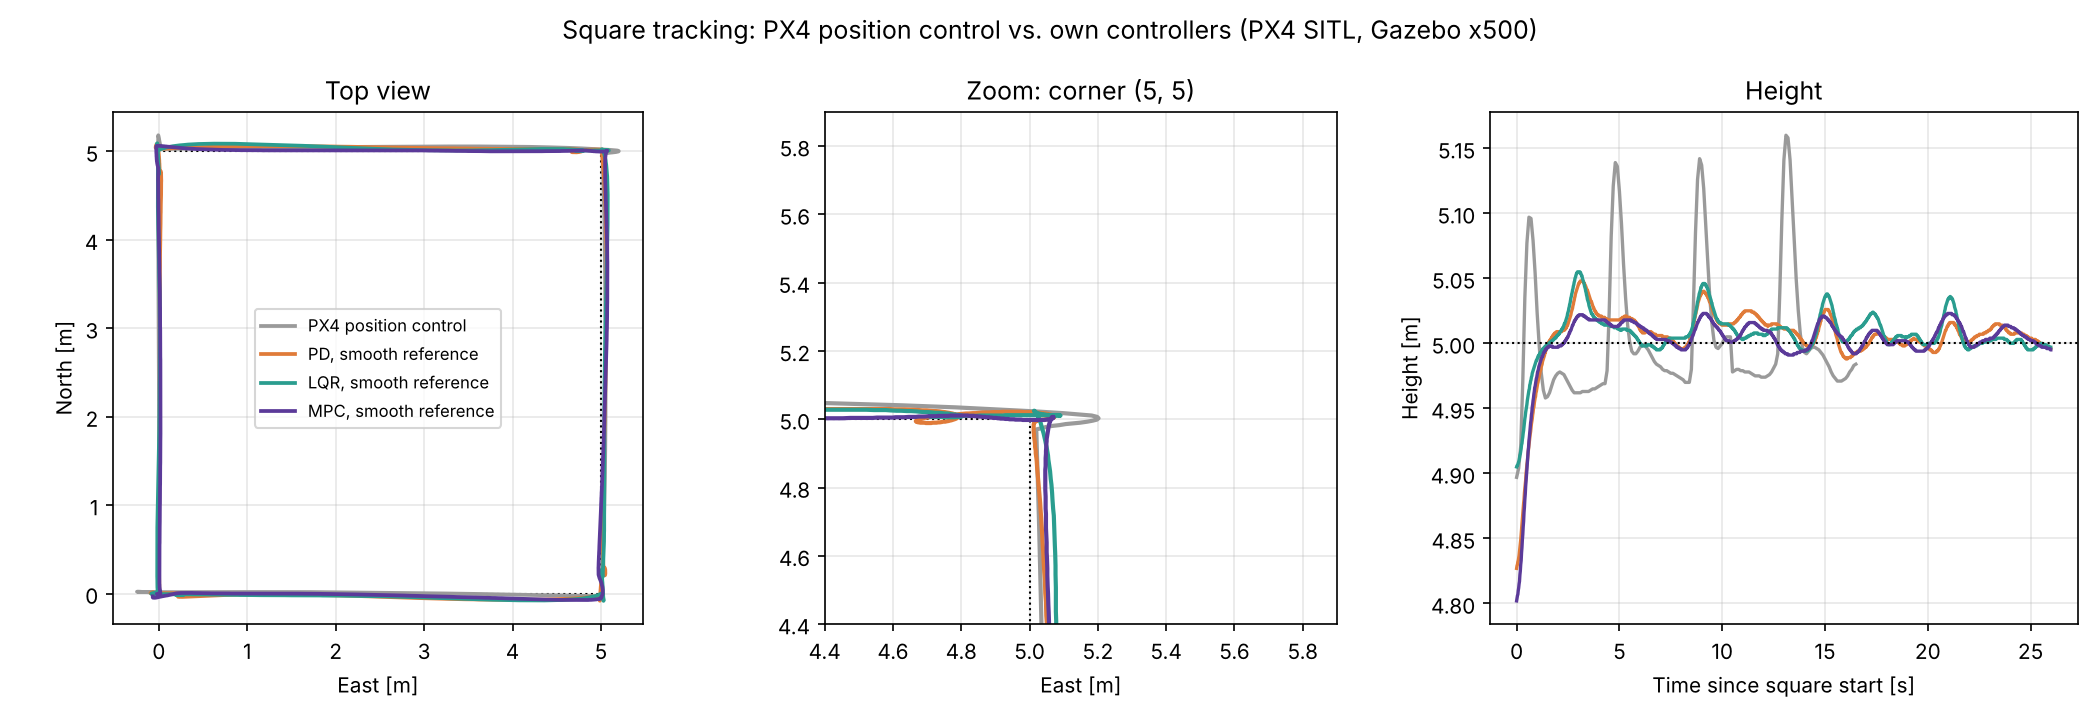 Square tracking: PX4 position control vs. own controllers (PX4 SITL, Gazebo x500)
Top view
5
4
3
2
1
0
0 1 2 3 4 5
North [m]
East [m]
PX4 position control
PD, smooth reference
LQR, smooth reference
MPC, smooth reference
Zoom: corner (5, 5)
5.8
5.6
5.4
5.2
5.0
4.8
4.6
4.4
4.4 4.6 4.8 5.0 5.2 5.4 5.6 5.8
East [m]
Height
5.15
5.10
5.05
5.00
4.95
4.90
4.85
4.80
0 5 10 15 20 25
Height [m]
Time since square start [s]